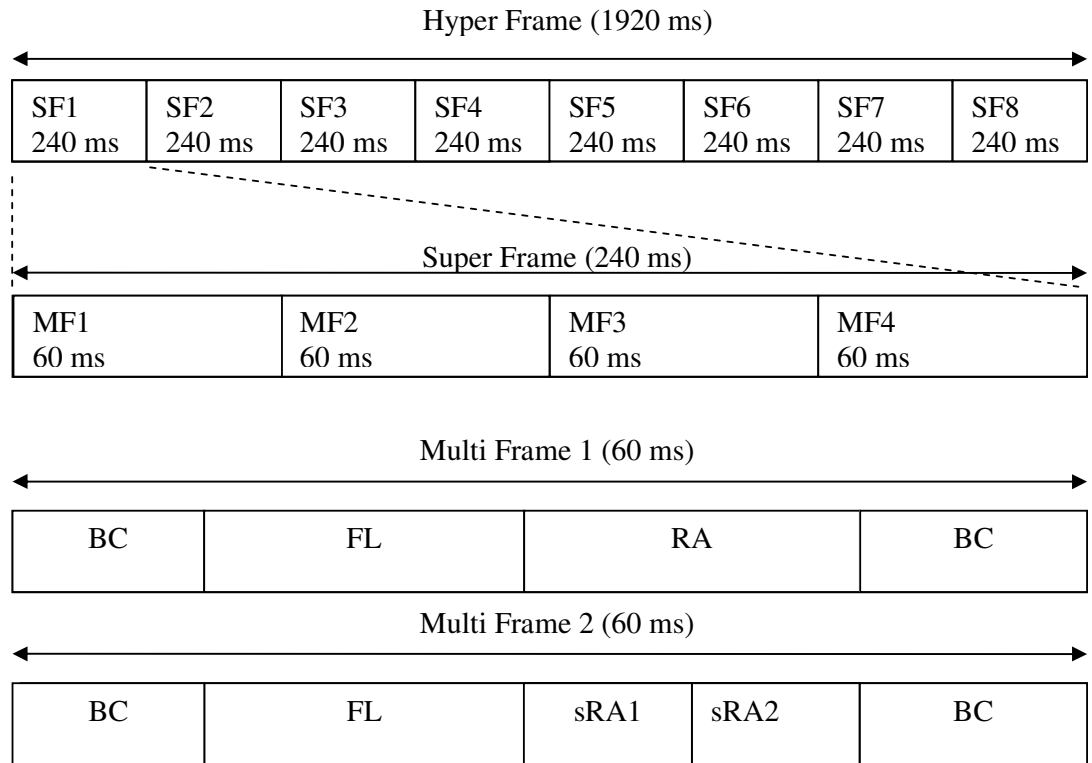 Hyper Frame (1920 ms)
SF1 SF2 SF3 SF4 SF5 SF6 SF7 SF8
240 ms 240 ms 240 ms 240 ms 240 ms 240 ms 240 ms 240 ms
Super Frame (240 ms)
MF1 MF2 MF3 MF4
60 ms 60 ms 60 ms 60 ms
Multi Frame 1 (60 ms)
BC FL RA BC
Multi Frame 2 (60 ms)
BC FL sRA1 sRA2 BC